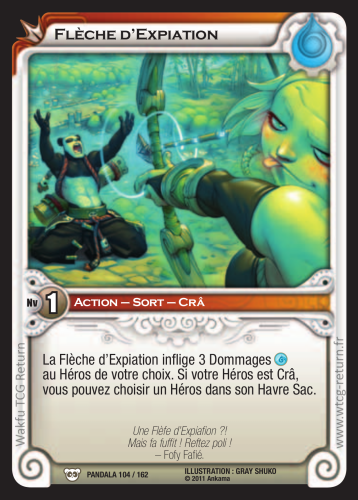 Flèche d'Expiation
Nv 1 Action – Sort – Crâ
La Flèche d'Expiation inflige 3 Dommages
au Héros de votre choix. Si votre Héros est Crâ,
vous pouvez choisir un Héros dans son Havre Sac.
Une Flèfe d'Expiafion ?!
Mais fa fuffit ! Reftez poli !
– Fofy Fafié.
PANDALA 104 / 162
ILLUSTRATION : GRAY SHUKO
© 2011 Ankama
Wakfu TCG Return
www.wtcg-return.fr